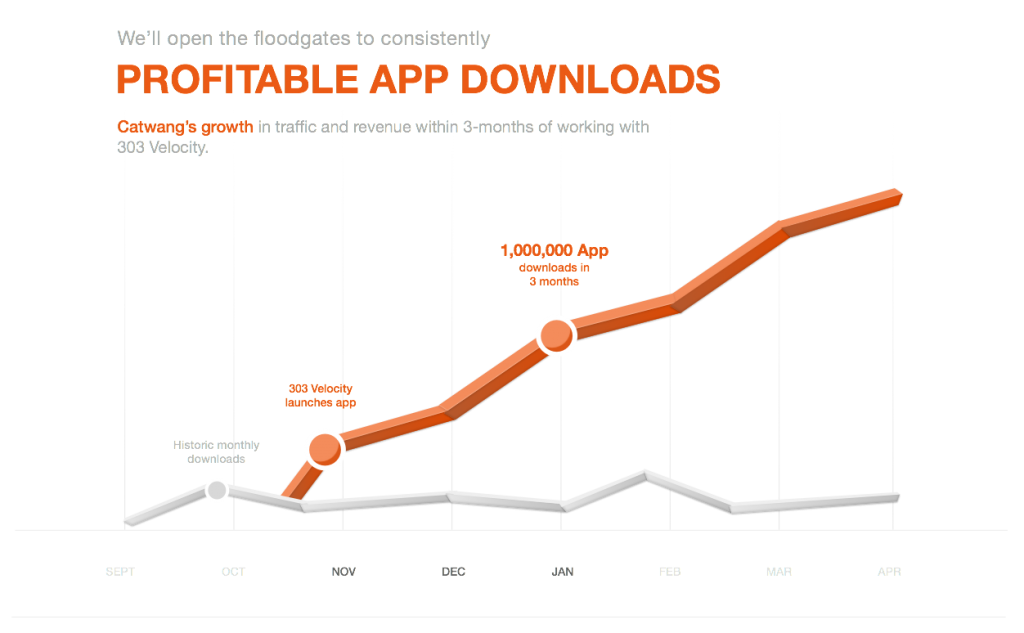 We'll open the floodgates to consistently
PROFITABLE APP DOWNLOADS
Catwang's growth in traffic and revenue within 3-months of working with
303 Velocity.
1,000,000 App
downloads in
3 months
303 Velocity
launches app
Historic monthly
downloads
SEPT OCT NOV DEC JAN FEB MAR APR